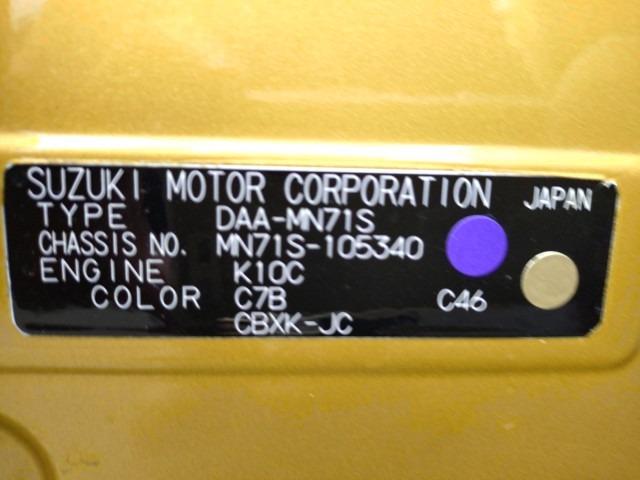 SUZUKI MOTOR CORPORATION JAPAN
TYPE DAA-MN71S
CHASSIS NO. MN71S-105340
ENGINE K10C
COLOR C7B C46
CBXK-JC